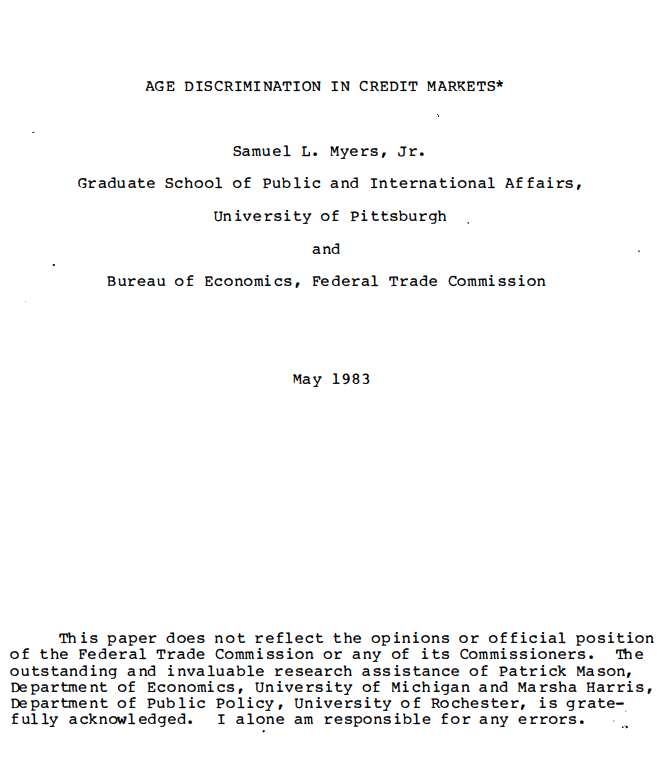 AGE DISCRIMINATION IN CREDIT MARKETS*
Samuel L. Myers, Jr.
Graduate School of Public and International Affairs,
University of Pittsburgh
and
Bureau of Economics, Federal Trade Commission
May 1983
This paper does not reflect the opinions or official position
of the Federal Trade Commission or any of its Commissioners. The
outstanding and invaluable research assistance of Patrick Mason,
Department of Economics, University of Michigan and Marsha Harris,
Department of Public Policy, University of Rochester, is grate-
fully acknowledged. I alone am responsible for any errors.